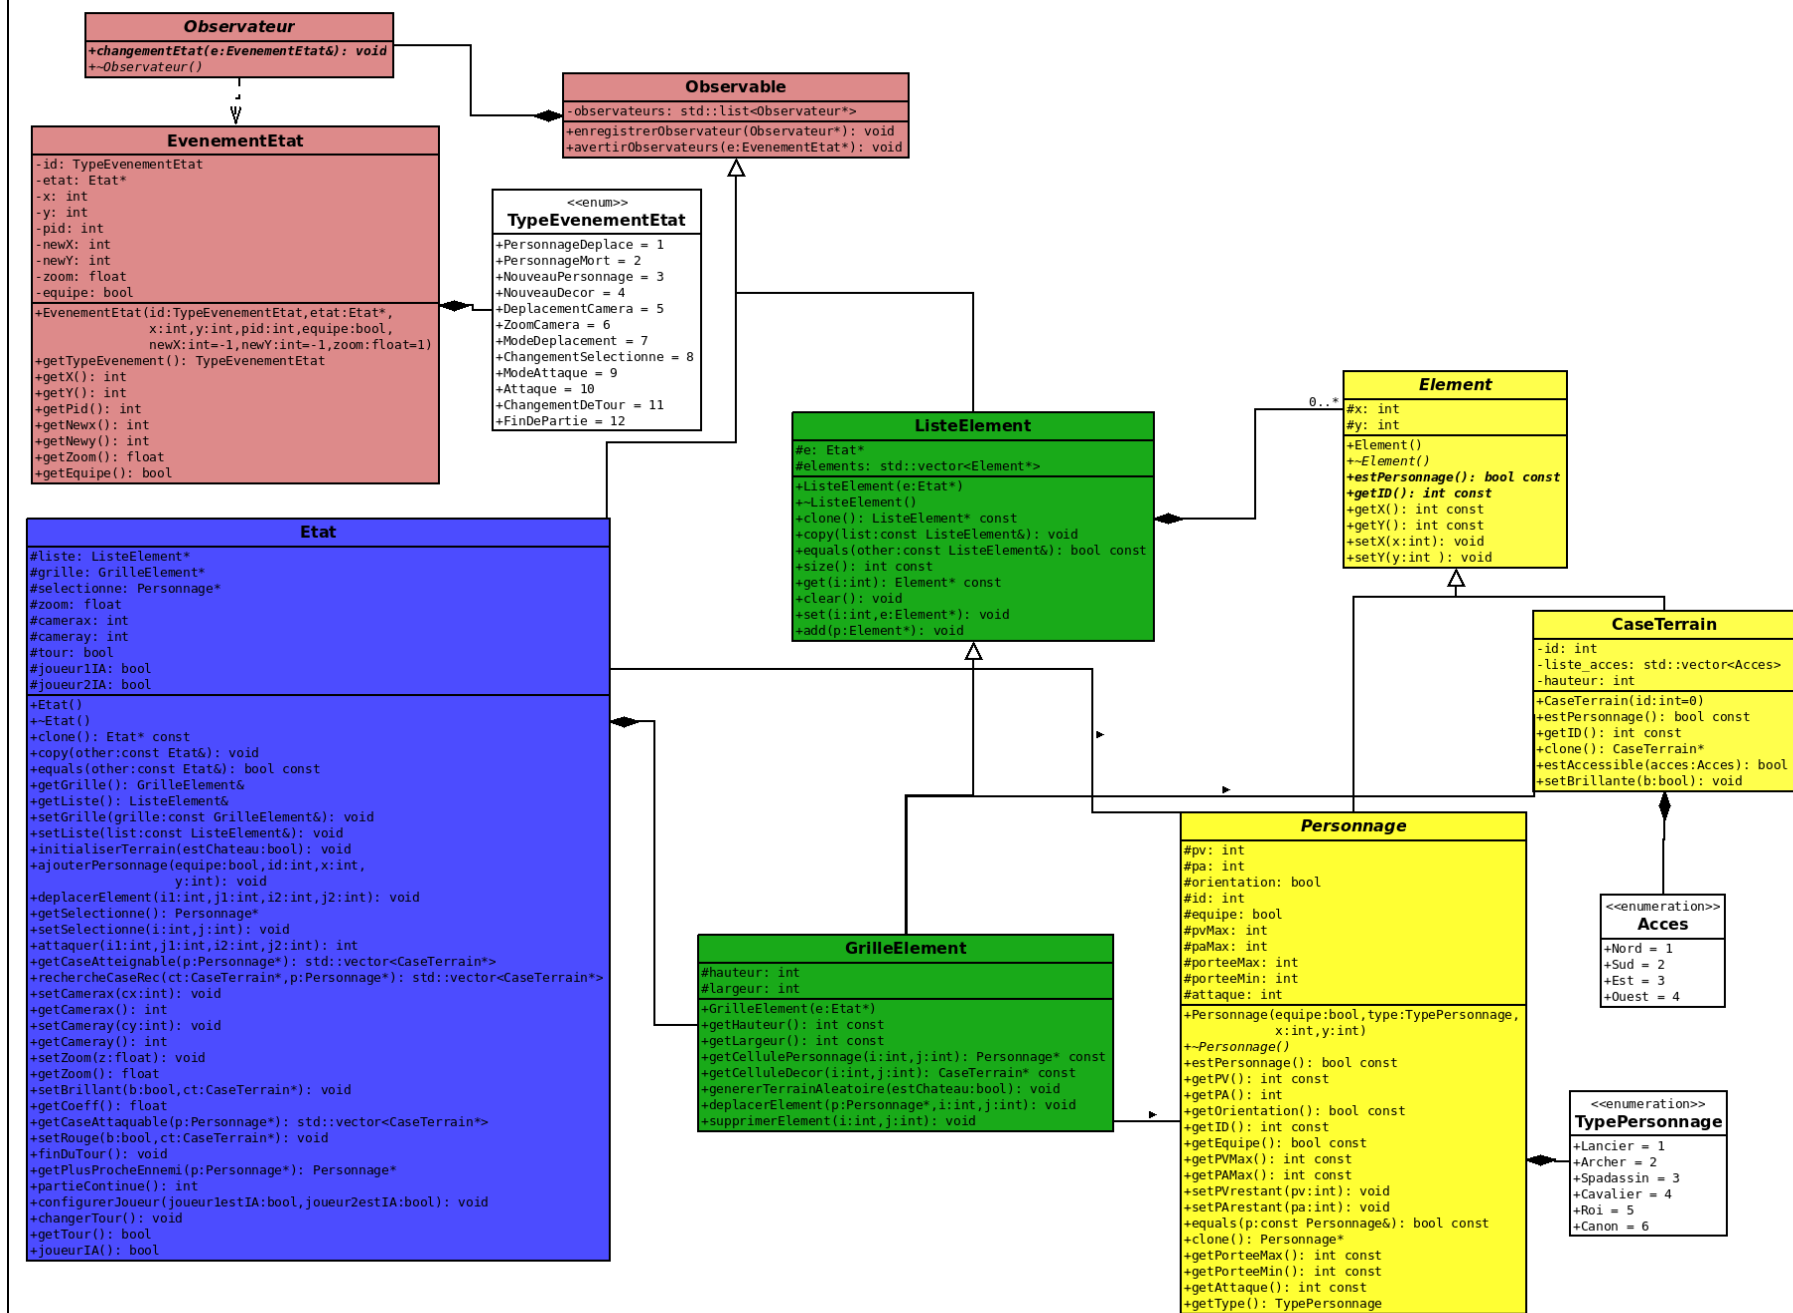 Observateur
+changementEtat(e:EvenementEtat&): void
+~Observateur()
Observable
-observateurs: std::list<Observateur*>
+enregistrerObservateur(Observateur*): void
+avertirObservateurs(e:EvenementEtat*): void
EvenementEtat
-id: TypeEvenementEtat
-etat: Etat*
-x: int
-y: int
-pid: int
-newX: int
-newY: int
-zoom: float
-equipe: bool
+EvenementEtat(id:TypeEvenementEtat,etat:Etat*,
x:int,y:int,pid:int,equipe:bool,
newX:int=-1,newY:int=-1,zoom:float=1)
+getTypeEvenement(): TypeEvenementEtat
+getX(): int
+getY(): int
+getPid(): int
+getNewx(): int
+getNewy(): int
+getZoom(): float
+getEquipe(): bool
<<enum>>
TypeEvenementEtat
+PersonnageDeplace = 1
+PersonnageMort = 2
+NouveauPersonnage = 3
+NouveauDecor = 4
+DeplacementCamera = 5
+ZoomCamera = 6
+ModeDeplacement = 7
+ChangementSelectionne = 8
+ModeAttaque = 9
+Attaque = 10
+ChangementDeTour = 11
+FinDePartie = 12
ListeElement
#e: Etat*
#elements: std::vector<Element*>
+ListeElement(e:Etat*)
+~ListeElement()
+clone(): ListeElement* const
+copy(list:const ListeElement&): void
+equals(other:const ListeElement&): bool const
+size(): int const
+get(i:int): Element* const
+clear(): void
+set(i:int,e:Element*): void
+add(p:Element*): void
0..*
Element
#x: int
#y: int
+Element()
+~Element()
+estPersonnage(): bool const
+getID(): int const
+getX(): int const
+getY(): int const
+setX(x:int): void
+setY(y:int ): void
Etat
#liste: ListeElement*
#grille: GrilleElement*
#selectionne: Personnage*
#zoom: float
#camerax: int
#cameray: int
#tour: bool
#joueur1IA: bool
#joueur2IA: bool
+Etat()
+~Etat()
+clone(): Etat* const
+copy(other:const Etat&): void
+equals(other:const Etat&): bool const
+getGrille(): GrilleElement&
+getListe(): ListeElement&
+setGrille(grille:const GrilleElement&): void
+setListe(list:const ListeElement&): void
+initialiserTerrain(estChateau:bool): void
+ajouterPersonnage(equipe:bool,id:int,x:int,
y:int): void
+deplacerElement(i1:int,j1:int,i2:int,j2:int): void
+getSelectionne(): Personnage*
+setSelectionne(i:int,j:int): void
+attaquer(i1:int,j1:int,i2:int,j2:int): int
+getCaseAtteignable(p:Personnage*): std::vector<CaseTerrain*>
+rechercheCaseRec(ct:CaseTerrain*,p:Personnage*): std::vector<CaseTerrain*>
+setCamerax(cx:int): void
+getCamerax(): int
+setCameray(cy:int): void
+getCameray(): int
+setZoom(z:float): void
+getZoom(): float
+setBrillant(b:bool,ct:CaseTerrain*): void
+getCoeff(): float
+getCaseAttaquable(p:Personnage*): std::vector<CaseTerrain*>
+setRouge(b:bool,ct:CaseTerrain*): void
+finDuTour(): void
+getPlusProcheEnnemi(p:Personnage*): Personnage*
+partieContinue(): int
+configurerJoueur(joueur1estIA:bool,joueur2estIA:bool): void
+changerTour(): void
+getTour(): bool
+joueurIA(): bool
CaseTerrain
-id: int
-liste_acces: std::vector<Acces>
-hauteur: int
+CaseTerrain(id:int=0)
+estPersonnage(): bool const
+getID(): int const
+clone(): CaseTerrain*
+estAccessible(acces:Acces): bool
+setBrillante(b:bool): void
<<enumeration>>
Acces
+Nord = 1
+Sud = 2
+Est = 3
+Ouest = 4
GrilleElement
#hauteur: int
#largeur: int
+GrilleElement(e:Etat*)
+getHauteur(): int const
+getLargeur(): int const
+getCellulePersonnage(i:int,j:int): Personnage* const
+getCelluleDecor(i:int,j:int): CaseTerrain* const
+genererTerrainAleatoire(estChateau:bool): void
+deplacerElement(p:Personnage*,i:int,j:int): void
+supprimerElement(i:int,j:int): void
Personnage
#pv: int
#pa: int
#orientation: bool
#id: int
#equipe: bool
#pvMax: int
#paMax: int
#porteeMax: int
#porteeMin: int
#attaque: int
+Personnage(equipe:bool,type:TypePersonnage,
x:int,y:int)
+~Personnage()
+estPersonnage(): bool const
+getPV(): int const
+getPA(): int
+getOrientation(): bool const
+getID(): int const
+getEquipe(): bool const
+getPVMax(): int const
+getPAMax(): int const
+setPVrestant(pv:int): void
+setPArestant(pa:int): void
+equals(p:const Personnage&): bool const
+clone(): Personnage*
+getPorteeMax(): int const
+getPorteeMin(): int const
+getAttaque(): int const
+getType(): TypePersonnage
<<enumeration>>
TypePersonnage
+Lancier = 1
+Archer = 2
+Spadassin = 3
+Cavalier = 4
+Roi = 5
+Canon = 6